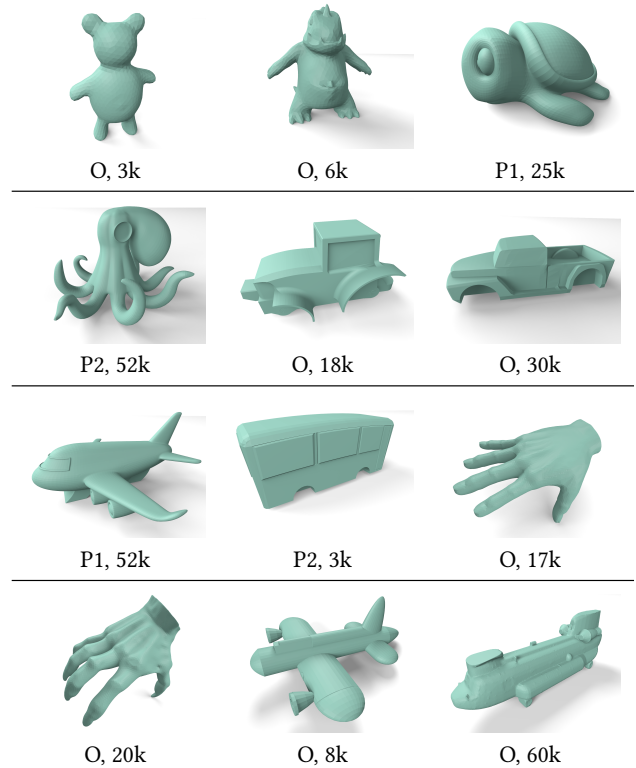 O, 3k
O, 6k
P1, 25k
P2, 52k
O, 18k
O, 30k
P1, 52k
P2, 3k
O, 17k
O, 20k
O, 8k
O, 60k